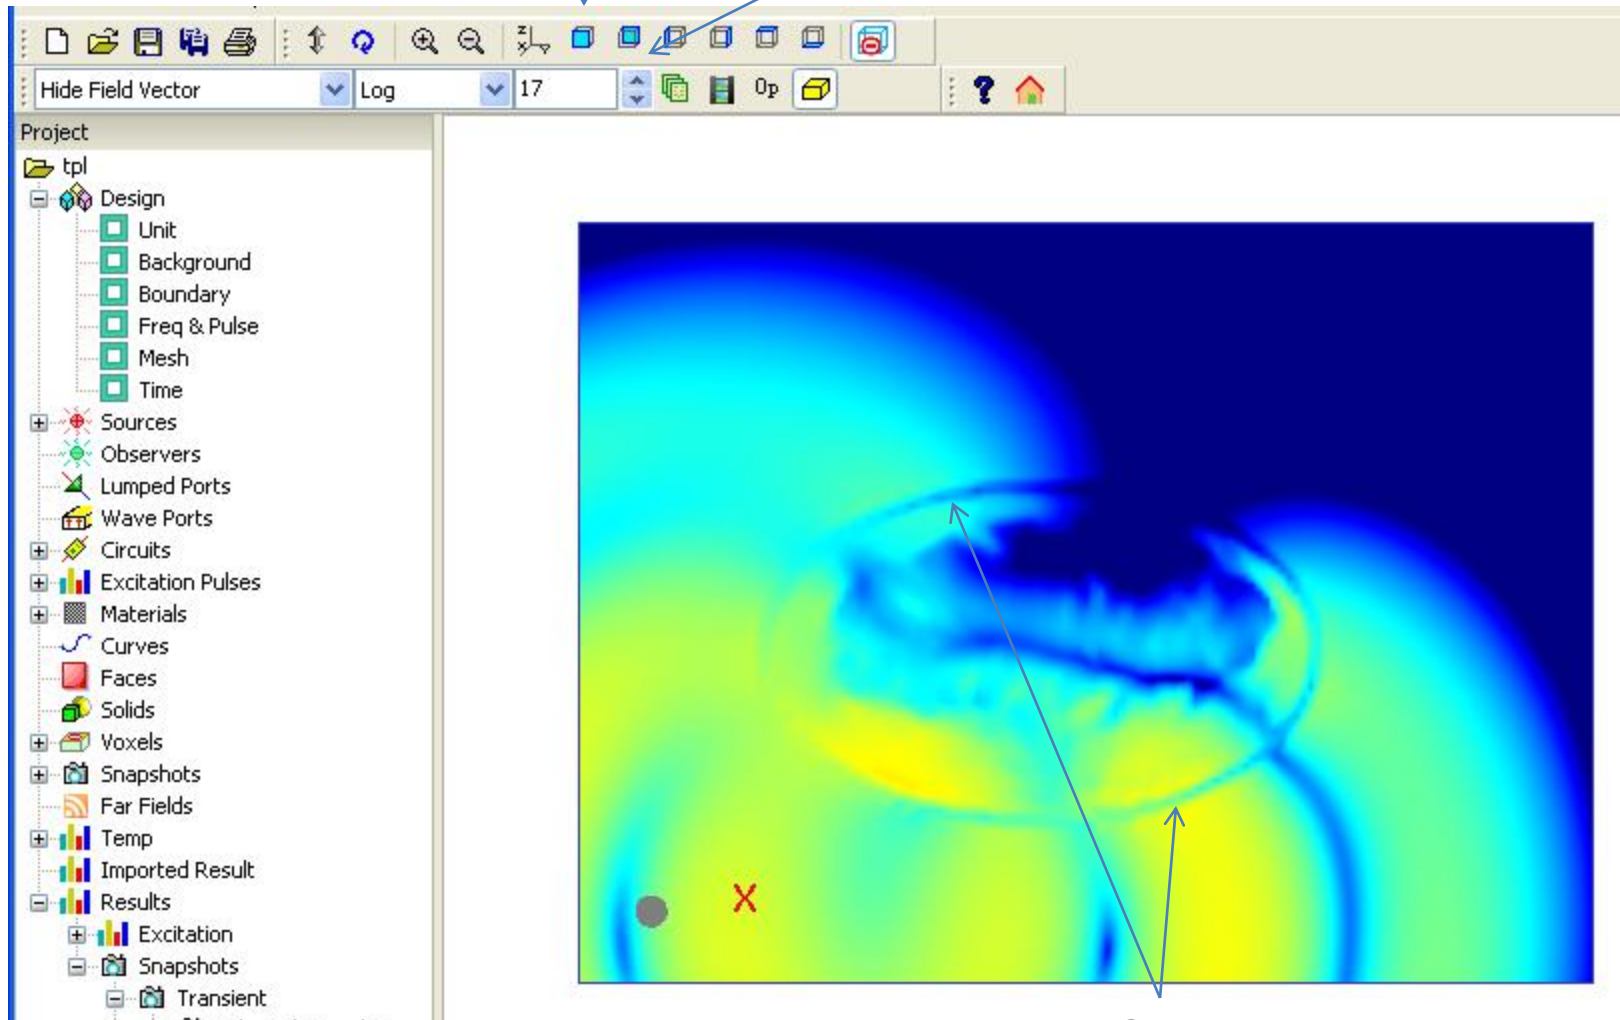 Hide Field Vector Log 17 Op ?
Project
tpl
Design
Unit
Background
Boundary
Freq & Pulse
Mesh
Time
Sources
Observers
Lumped Ports
Wave Ports
Circuits
Excitation Pulses
Materials
Curves
Faces
Solids
Voxels
Snapshots
Far Fields
Temp
Imported Result
Results
Excitation
Snapshots
Transient
X